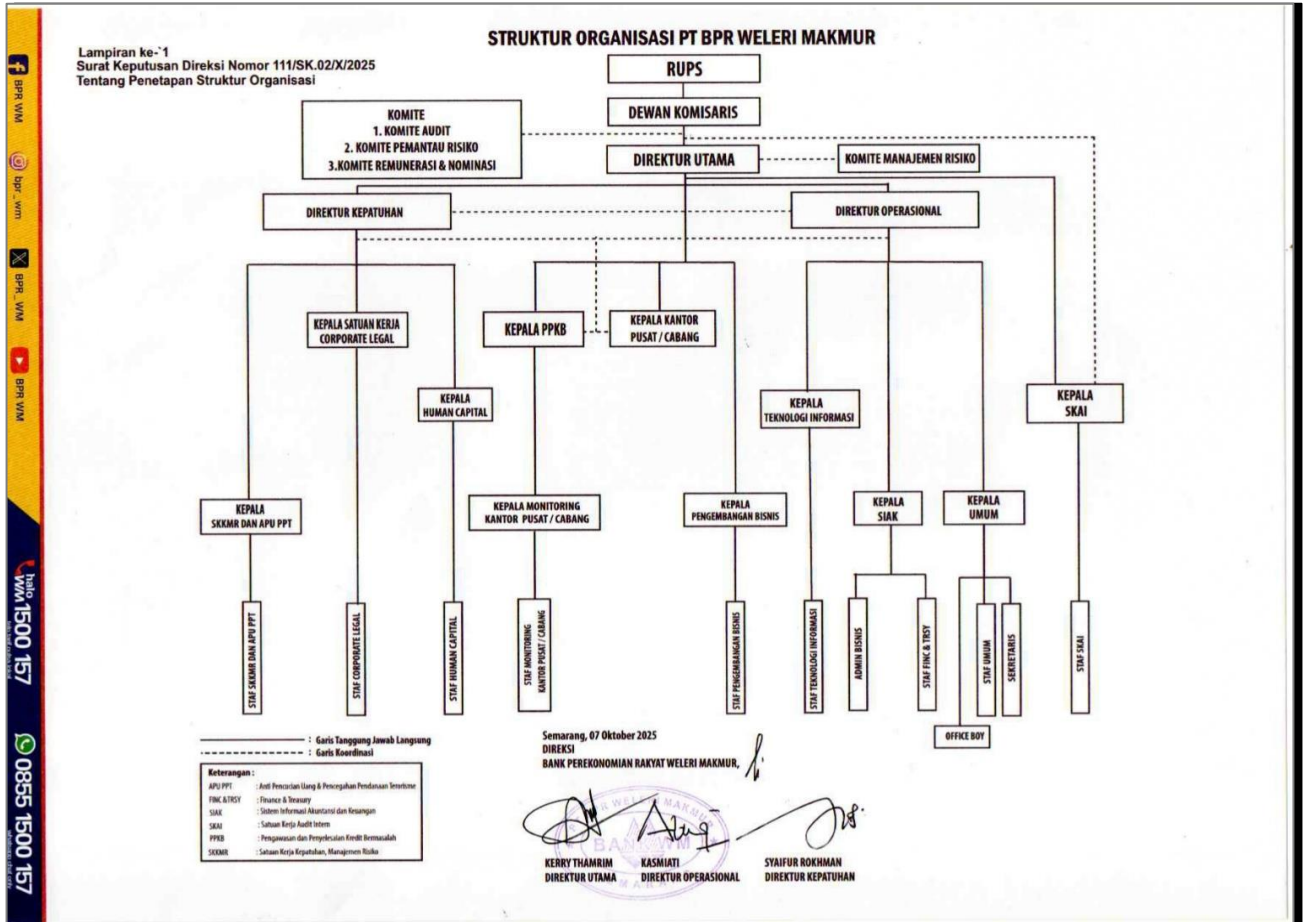 STRUKTUR ORGANISASI PT BPR WELERI MAKMUR
Lampiran ke-`1
Surat Keputusan Direksi Nomor 111/SK.02/X/2025
Tentang Penetapan Struktur Organisasi
RUPS
DEWAN KOMISARIS
KOMITE
1. KOMITE AUDIT
2. KOMITE PEMANTAU RISIKO
3.KOMITE REMUNERASI & NOMINASI
DIREKTUR UTAMA
KOMITE MANAJEMEN RISIKO
DIREKTUR KEPATUHAN
DIREKTUR OPERASIONAL
KEPALA SATUAN KERJA
CORPORATE LEGAL
KEPALA PPKB
KEPALA KANTOR
PUSAT / CABANG
KEPALA
HUMAN CAPITAL
KEPALA
TEKNOLOGI INFORMASI
KEPALA
SKAI
KEPALA
SKKMR DAN APU PPT
KEPALA MONITORING
KANTOR PUSAT / CABANG
KEPALA
PENGEMBANGAN BISNIS
KEPALA
SIAK
KEPALA
UMUM
STAF SKKMR DAN APU PPT
STAF CORPORATE LEGAL
STAF HUMAN CAPITAL
STAF MONITORING
KANTOR PUSAT / CABANG
STAF PENGEMBANGAN BISNIS
STAF TEKNOLOGI INFORMASI
ADMIN BISNIS
STAF FINC & TRSY
STAF UMUM
SEKRETARIS
STAF SKAI
OFFICE BOY
: Garis Tanggung Jawab Langsung
: Garis Koordinasi
Keterangan :
APU PPT : Anti Pencucian Uang & Pencegahan Pendanaan Terorisme
FINC & TRSY : Finance & Treasury
SIAK : Sistem Informasi Akuntansi dan Keuangan
SKAI : Satuan Kerja Audit Intern
PPKB : Pengawasan dan Penyelesaian Kredit Bermasalah
SKKMR : Satuan Kerja Kepatuhan, Manajemen Risiko
Semarang, 07 Oktober 2025
DIREKSI
BANK PEREKONOMIAN RAKYAT WELERI MAKMUR,
BPR WELERI MAKMUR
BANK WM
KERRY THAMRIM
DIREKTUR UTAMA
KASMIATI
DIREKTUR OPERASIONAL
SYAIFUR ROKHMAN
DIREKTUR KEPATUHAN
BPR WM
bpr_wm
BPR_WM
BPR WM
halo
WM 1500 157
0855 1500 157